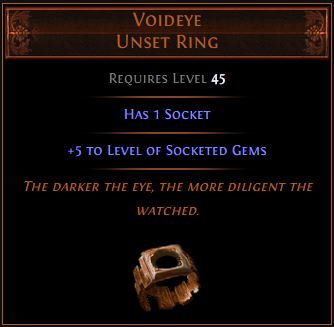 Voideye
Unset Ring
Requires Level 45
Has 1 Socket
+5 to Level of Socketed Gems
The darker the eye, the more diligent the
watched.